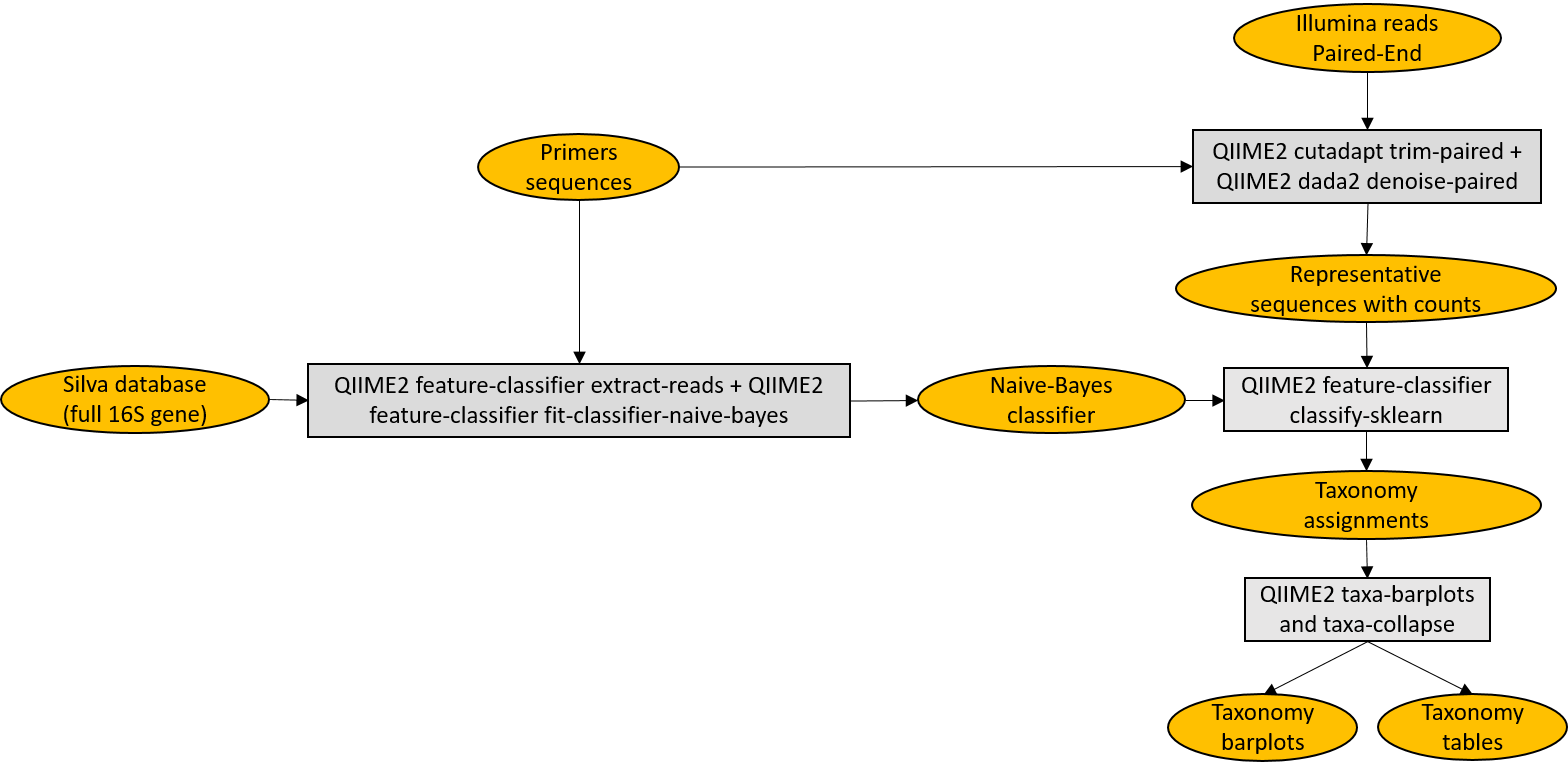 Illumina reads
Paired-End
Primers
sequences
QIIME2 cutadapt trim-paired +
QIIME2 dada2 denoise-paired
Representative
sequences with counts
Silva database
(full 16S gene)
QIIME2 feature-classifier extract-reads + QIIME2
feature-classifier fit-classifier-naive-bayes
Naive-Bayes
classifier
QIIME2 feature-classifier
classify-sklearn
Taxonomy
assignments
QIIME2 taxa-barplots
and taxa-collapse
Taxonomy
barplots
Taxonomy
tables